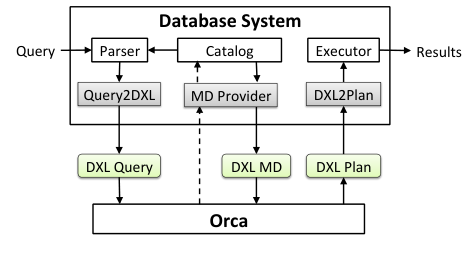 Database System
Query
Parser
Catalog
Executor
Results
Query2DXL
MD Provider
DXL2Plan
DXL Query
DXL MD
DXL Plan
Orca